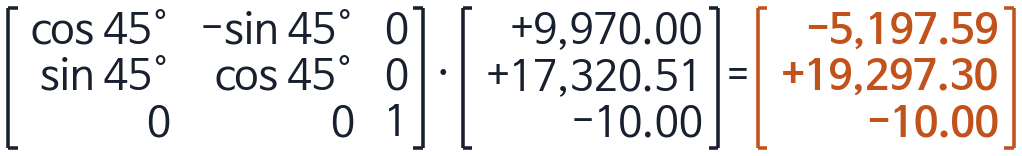 cos 45° −sin 45° 0 +9,970.00 −5,197.59
sin 45° cos 45° 0 · +17,320.51 = +19,297.30
0 0 1 −10.00 −10.00